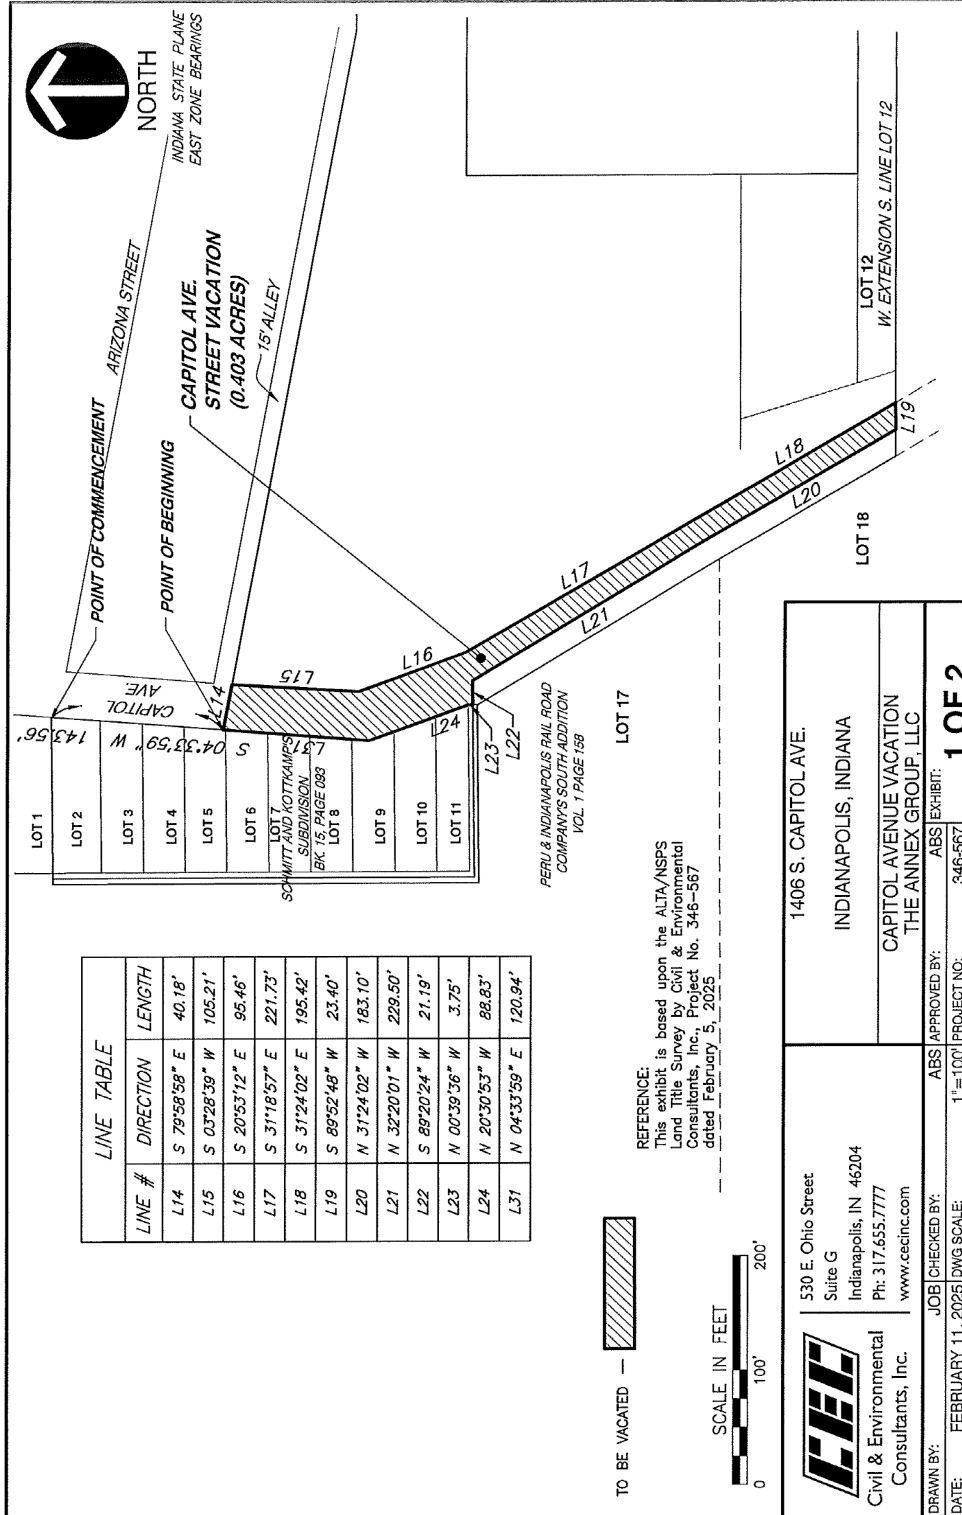 NORTH
INDIANA STATE PLANE
EAST ZONE BEARINGS
ARIZONA STREET
POINT OF COMMENCEMENT
POINT OF BEGINNING
CAPITOL AVE.
STREET VACATION
(0.403 ACRES)
15' ALLEY
CAPITOL
AVE.
S 04°33'59" W
143.56'
LOT 1
LOT 2
LOT 3
LOT 4
LOT 5
LOT 6
LOT 7
SCHMITT AND KOTTKAMPS
SUBDIVISION
BK. 15, PAGE 093
LOT 8
LOT 9
LOT 10
LOT 11
L14
L15
L31
L16
L24
L23
L22
L17
L21
L18
L20
L19
LOT 12
W. EXTENSION S. LINE LOT 12
LOT 18
LOT 17
PERU & INDIANAPOLIS RAIL ROAD
COMPANY'S SOUTH ADDITION
VOL. 1 PAGE 158
LINE TABLE
LINE # DIRECTION LENGTH
L14 S 79°58'58" E 40.18'
L15 S 03°28'39" W 105.21'
L16 S 20°53'12" E 95.46'
L17 S 31°18'57" E 221.73'
L18 S 31°24'02" E 195.42'
L19 S 89°52'48" W 23.40'
L20 N 31°24'02" W 183.10'
L21 N 32°20'01" W 229.50'
L22 S 89°20'24" W 21.19'
L23 N 00°39'36" W 3.75'
L24 N 20°30'53" W 88.83'
L31 N 04°33'59" E 120.94'
REFERENCE:
This exhibit is based upon the ALTA/NSPS
Land Title Survey by Civil & Environmental
Consultants, Inc., Project No. 346-567
dated February 5, 2025
TO BE VACATED
SCALE IN FEET
0 100' 200'
CEC
Civil & Environmental
Consultants, Inc.
530 E. Ohio Street
Suite G
Indianapolis, IN 46204
Ph: 317.655.7777
www.cecinc.com
1406 S. CAPITOL AVE.
INDIANAPOLIS, INDIANA
CAPITOL AVENUE VACATION
THE ANNEX GROUP, LLC
DRAWN BY: JOB CHECKED BY: ABS APPROVED BY: ABS EXHIBIT:
DATE: FEBRUARY 11, 2025 DWG SCALE: 1"=100' PROJECT NO: 346-567
1 OF 2